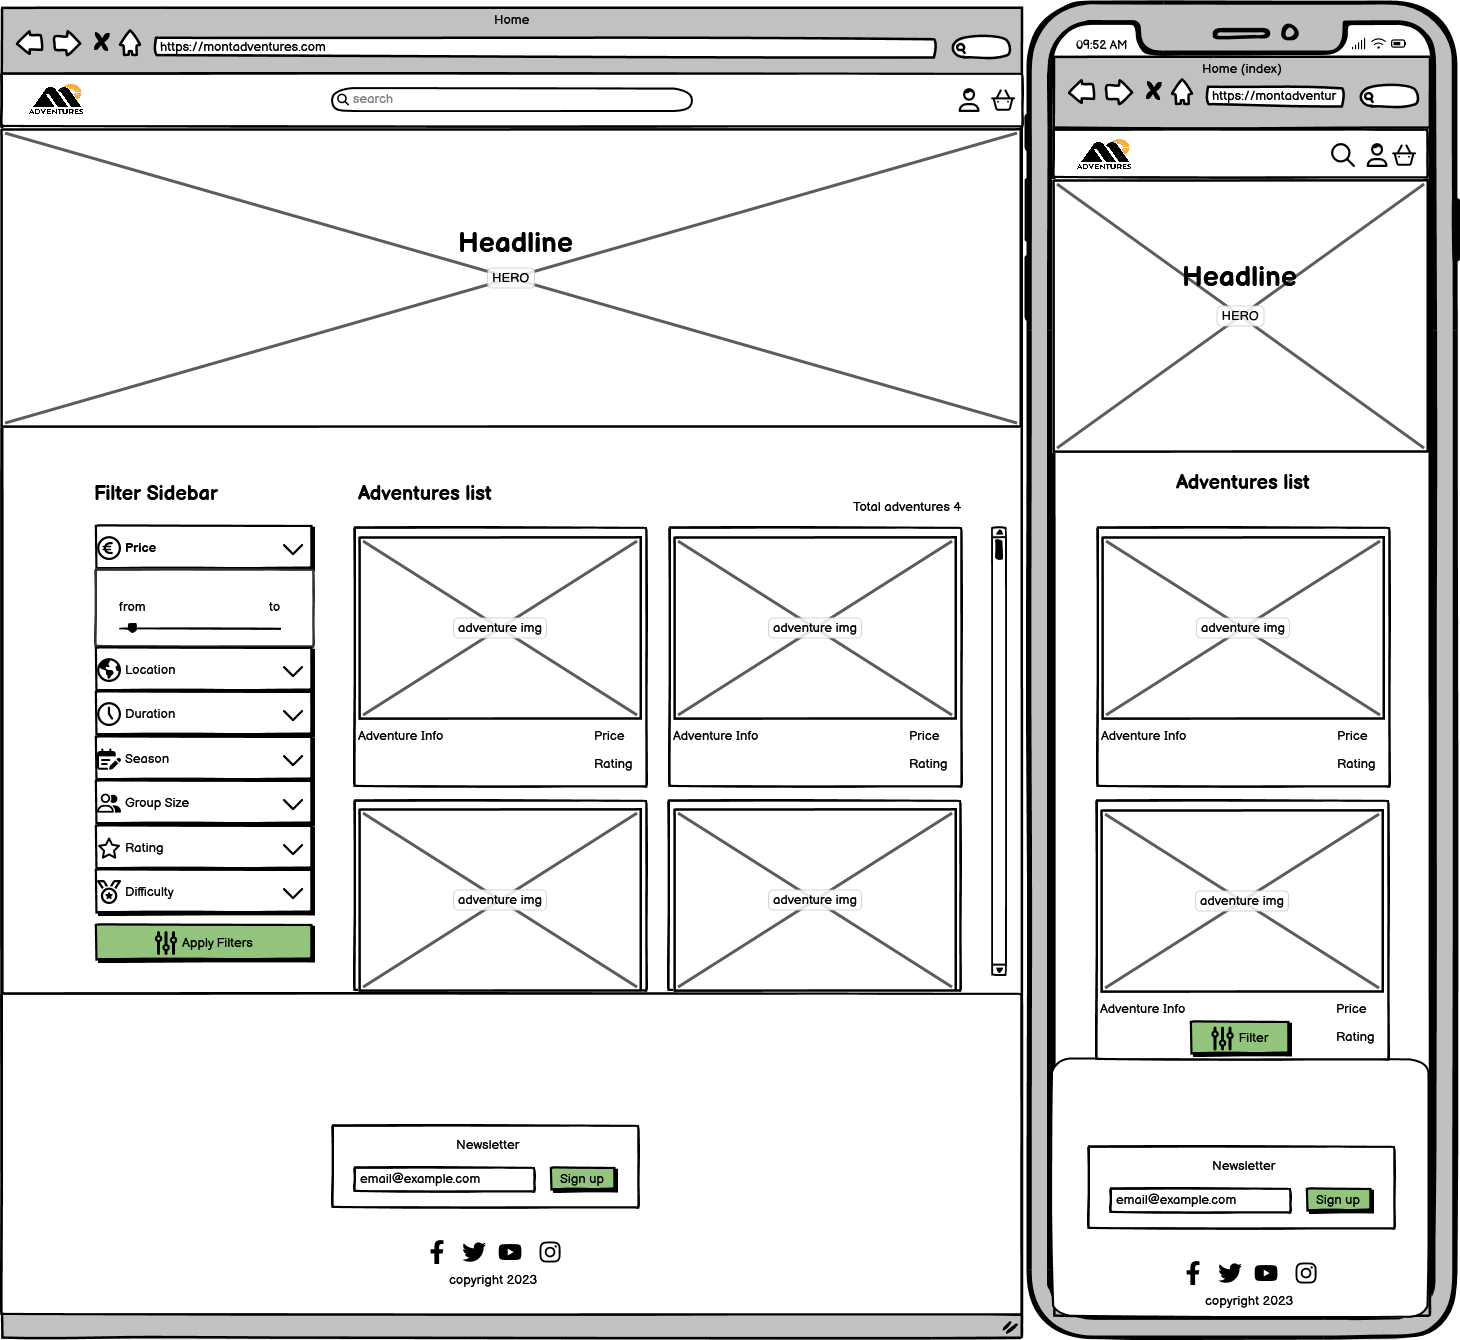 Home
https://montadventures.com
ADVENTURES
search
Headline
HERO
Filter Sidebar
Adventures list
Total adventures 4
Price
from
to
Location
Duration
Season
Group Size
Rating
Difficulty
Apply Filters
adventure img
Adventure Info
Price
Rating
adventure img
Adventure Info
Price
Rating
adventure img
adventure img
Newsletter
email@example.com
Sign up
copyright 2023
09:52 AM
Home (index)
https://montadventur
ADVENTURES
Headline
HERO
Adventures list
adventure img
Adventure Info
Price
Rating
adventure img
Adventure Info
Price
Filter
Rating
Newsletter
email@example.com
Sign up
copyright 2023